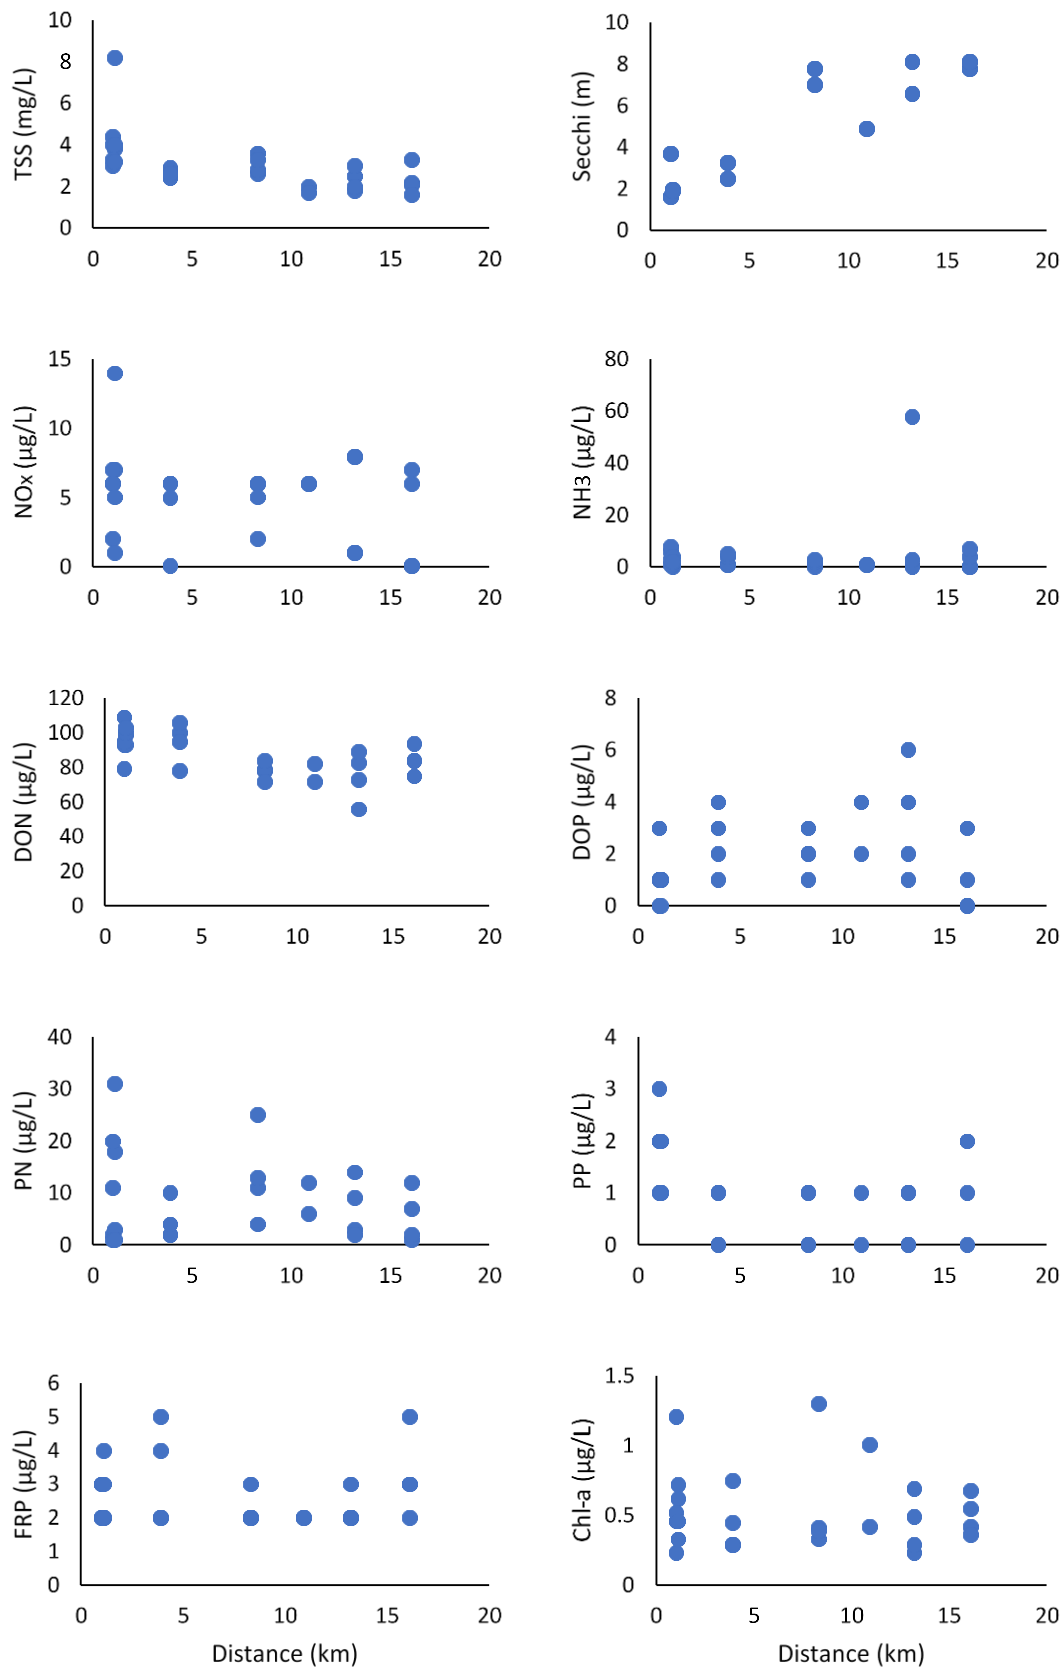 TSS (mg/L)
10
8
6
4
2
0
0 5 10 15 20
Secchi (m)
10
8
6
4
2
0
0 5 10 15 20
NOx (µg/L)
15
10
5
0
0 5 10 15 20
NH3 (µg/L)
80
60
40
20
0
0 5 10 15 20
DON (µg/L)
120
100
80
60
40
20
0
0 5 10 15 20
DOP (µg/L)
8
6
4
2
0
0 5 10 15 20
PN (µg/L)
40
30
20
10
0
0 5 10 15 20
PP (µg/L)
4
3
2
1
0
0 5 10 15 20
FRP (µg/L)
6
5
4
3
2
1
0
0 5 10 15 20
Distance (km)
Chl-a (µg/L)
1.5
1
0.5
0
0 5 10 15 20
Distance (km)